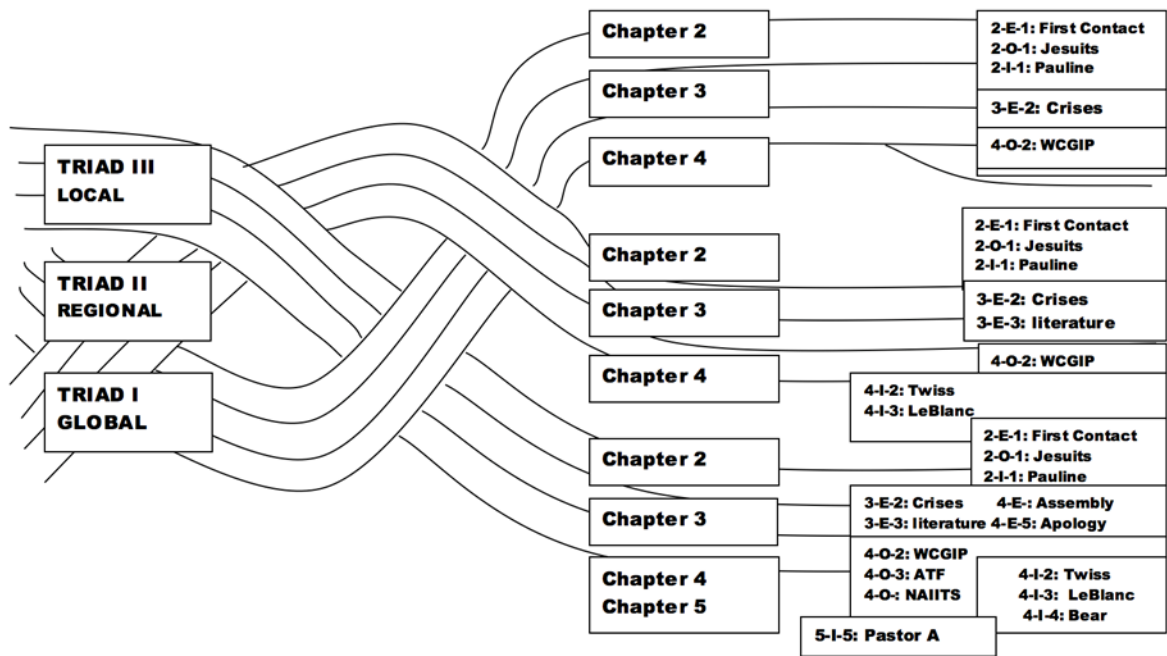 TRIAD III
LOCAL
TRIAD II
REGIONAL
TRIAD I
GLOBAL
Chapter 2
Chapter 3
Chapter 4
2-E-1: First Contact
2-O-1: Jesuits
2-I-1: Pauline
3-E-2: Crises
4-O-2: WCGIP
Chapter 2
Chapter 3
Chapter 4
2-E-1: First Contact
2-O-1: Jesuits
2-I-1: Pauline
3-E-2: Crises
3-E-3: literature
4-O-2: WCGIP
4-I-2: Twiss
4-I-3: LeBlanc
Chapter 2
Chapter 3
Chapter 4
Chapter 5
2-E-1: First Contact
2-O-1: Jesuits
2-I-1: Pauline
3-E-2: Crises 4-E-: Assembly
3-E-3: literature 4-E-5: Apology
4-O-2: WCGIP
4-O-3: ATF
4-O-: NAIITS
4-I-2: Twiss
4-I-3: LeBlanc
4-I-4: Bear
5-I-5: Pastor A